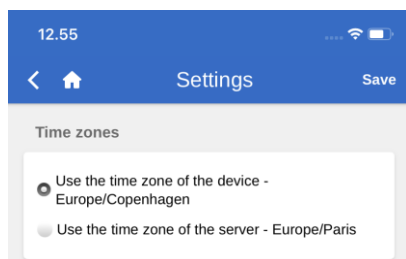 12.55
Settings
Save
Time zones
Use the time zone of the device -
Europe/Copenhagen
Use the time zone of the server - Europe/Paris